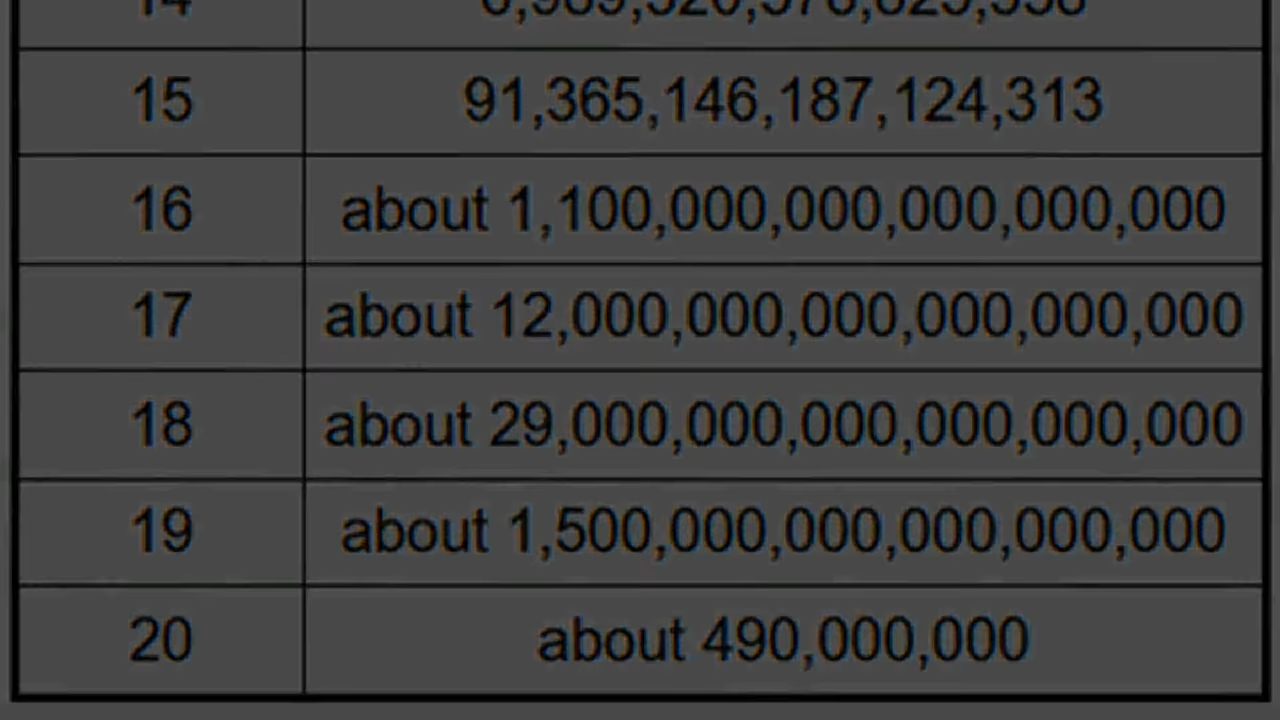 15 91,365,146,187,124,313
16 about 1,100,000,000,000,000,000
17 about 12,000,000,000,000,000,000
18 about 29,000,000,000,000,000,000
19 about 1,500,000,000,000,000,000
20 about 490,000,000